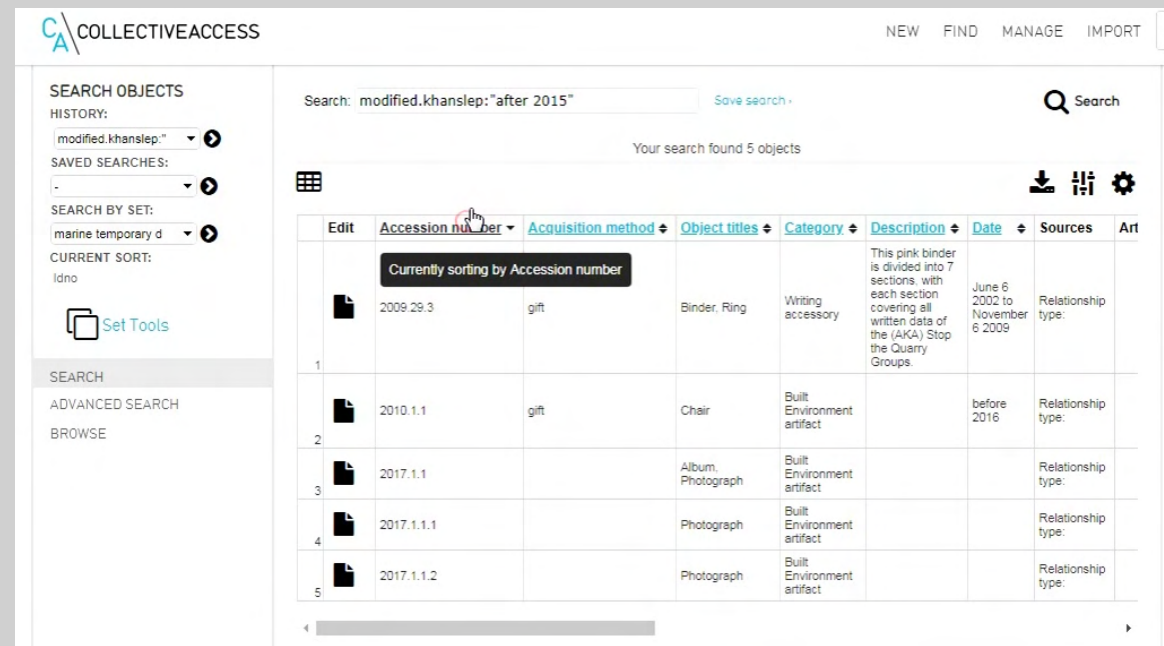 CA COLLECTIVEACCESS
NEW FIND MANAGE IMPORT
SEARCH OBJECTS
HISTORY:
modified.khanslep:"
SAVED SEARCHES:
-
SEARCH BY SET:
marine temporary d
CURRENT SORT:
Idno
Set Tools
SEARCH
ADVANCED SEARCH
BROWSE
Search: modified.khanslep:"after 2015" Save search › Search
Your search found 5 objects
Edit Accession number Acquisition method Object titles Category Description Date Sources Art
Currently sorting by Accession number
1 2009.29.3 gift Binder, Ring
Writing
accessory
This pink binder
is divided into 7
sections, with
each section
covering all
written data of
the (AKA) Stop
the Quarry
Groups.
June 6
2002 to
November
6 2009
Relationship
type:
2 2010.1.1 gift Chair
Built
Environment
artifact
before
2016
Relationship
type:
3 2017.1.1
Album,
Photograph
Built
Environment
artifact
Relationship
type:
4 2017.1.1.1 Photograph
Built
Environment
artifact
Relationship
type:
5 2017.1.1.2 Photograph
Built
Environment
artifact
Relationship
type: